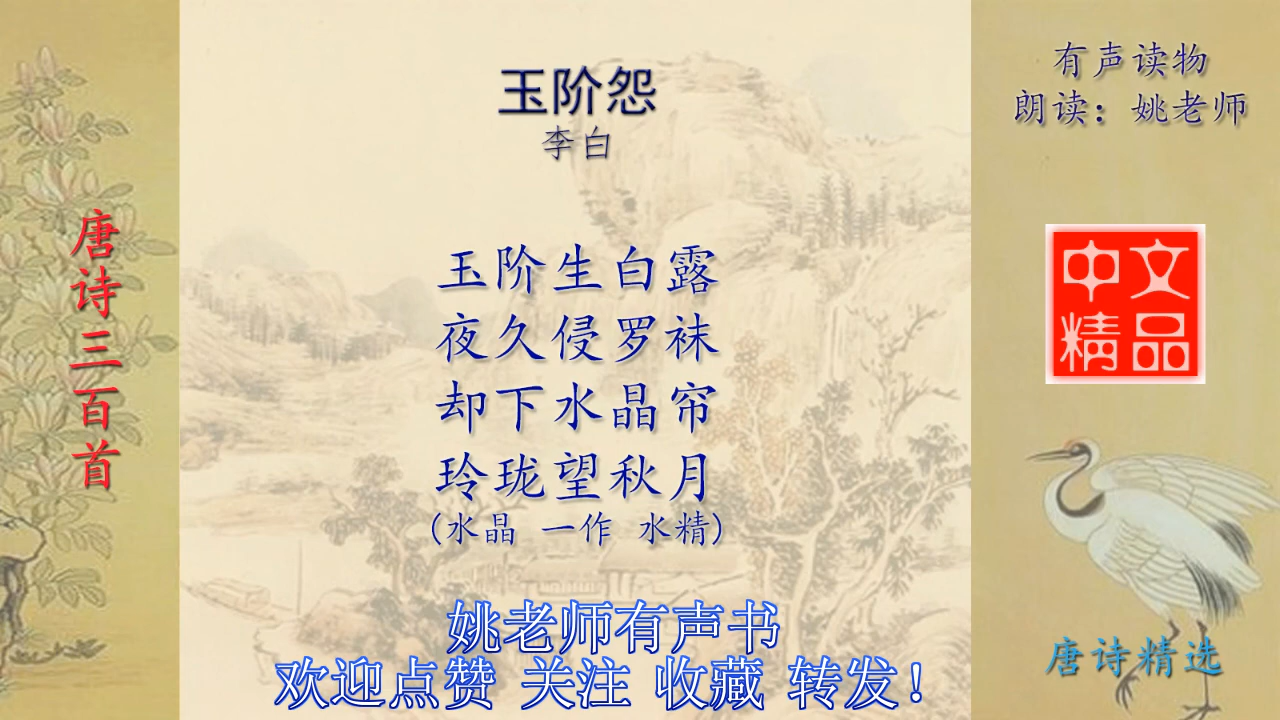 玉阶怨
李白
玉阶生白露
夜久侵罗袜
却下水晶帘
玲珑望秋月
(水晶 一作 水精)
姚老师有声书
欢迎点赞 关注 收藏 转发!
唐诗三百首
有声读物
朗读：姚老师
中文
精品
唐诗精选